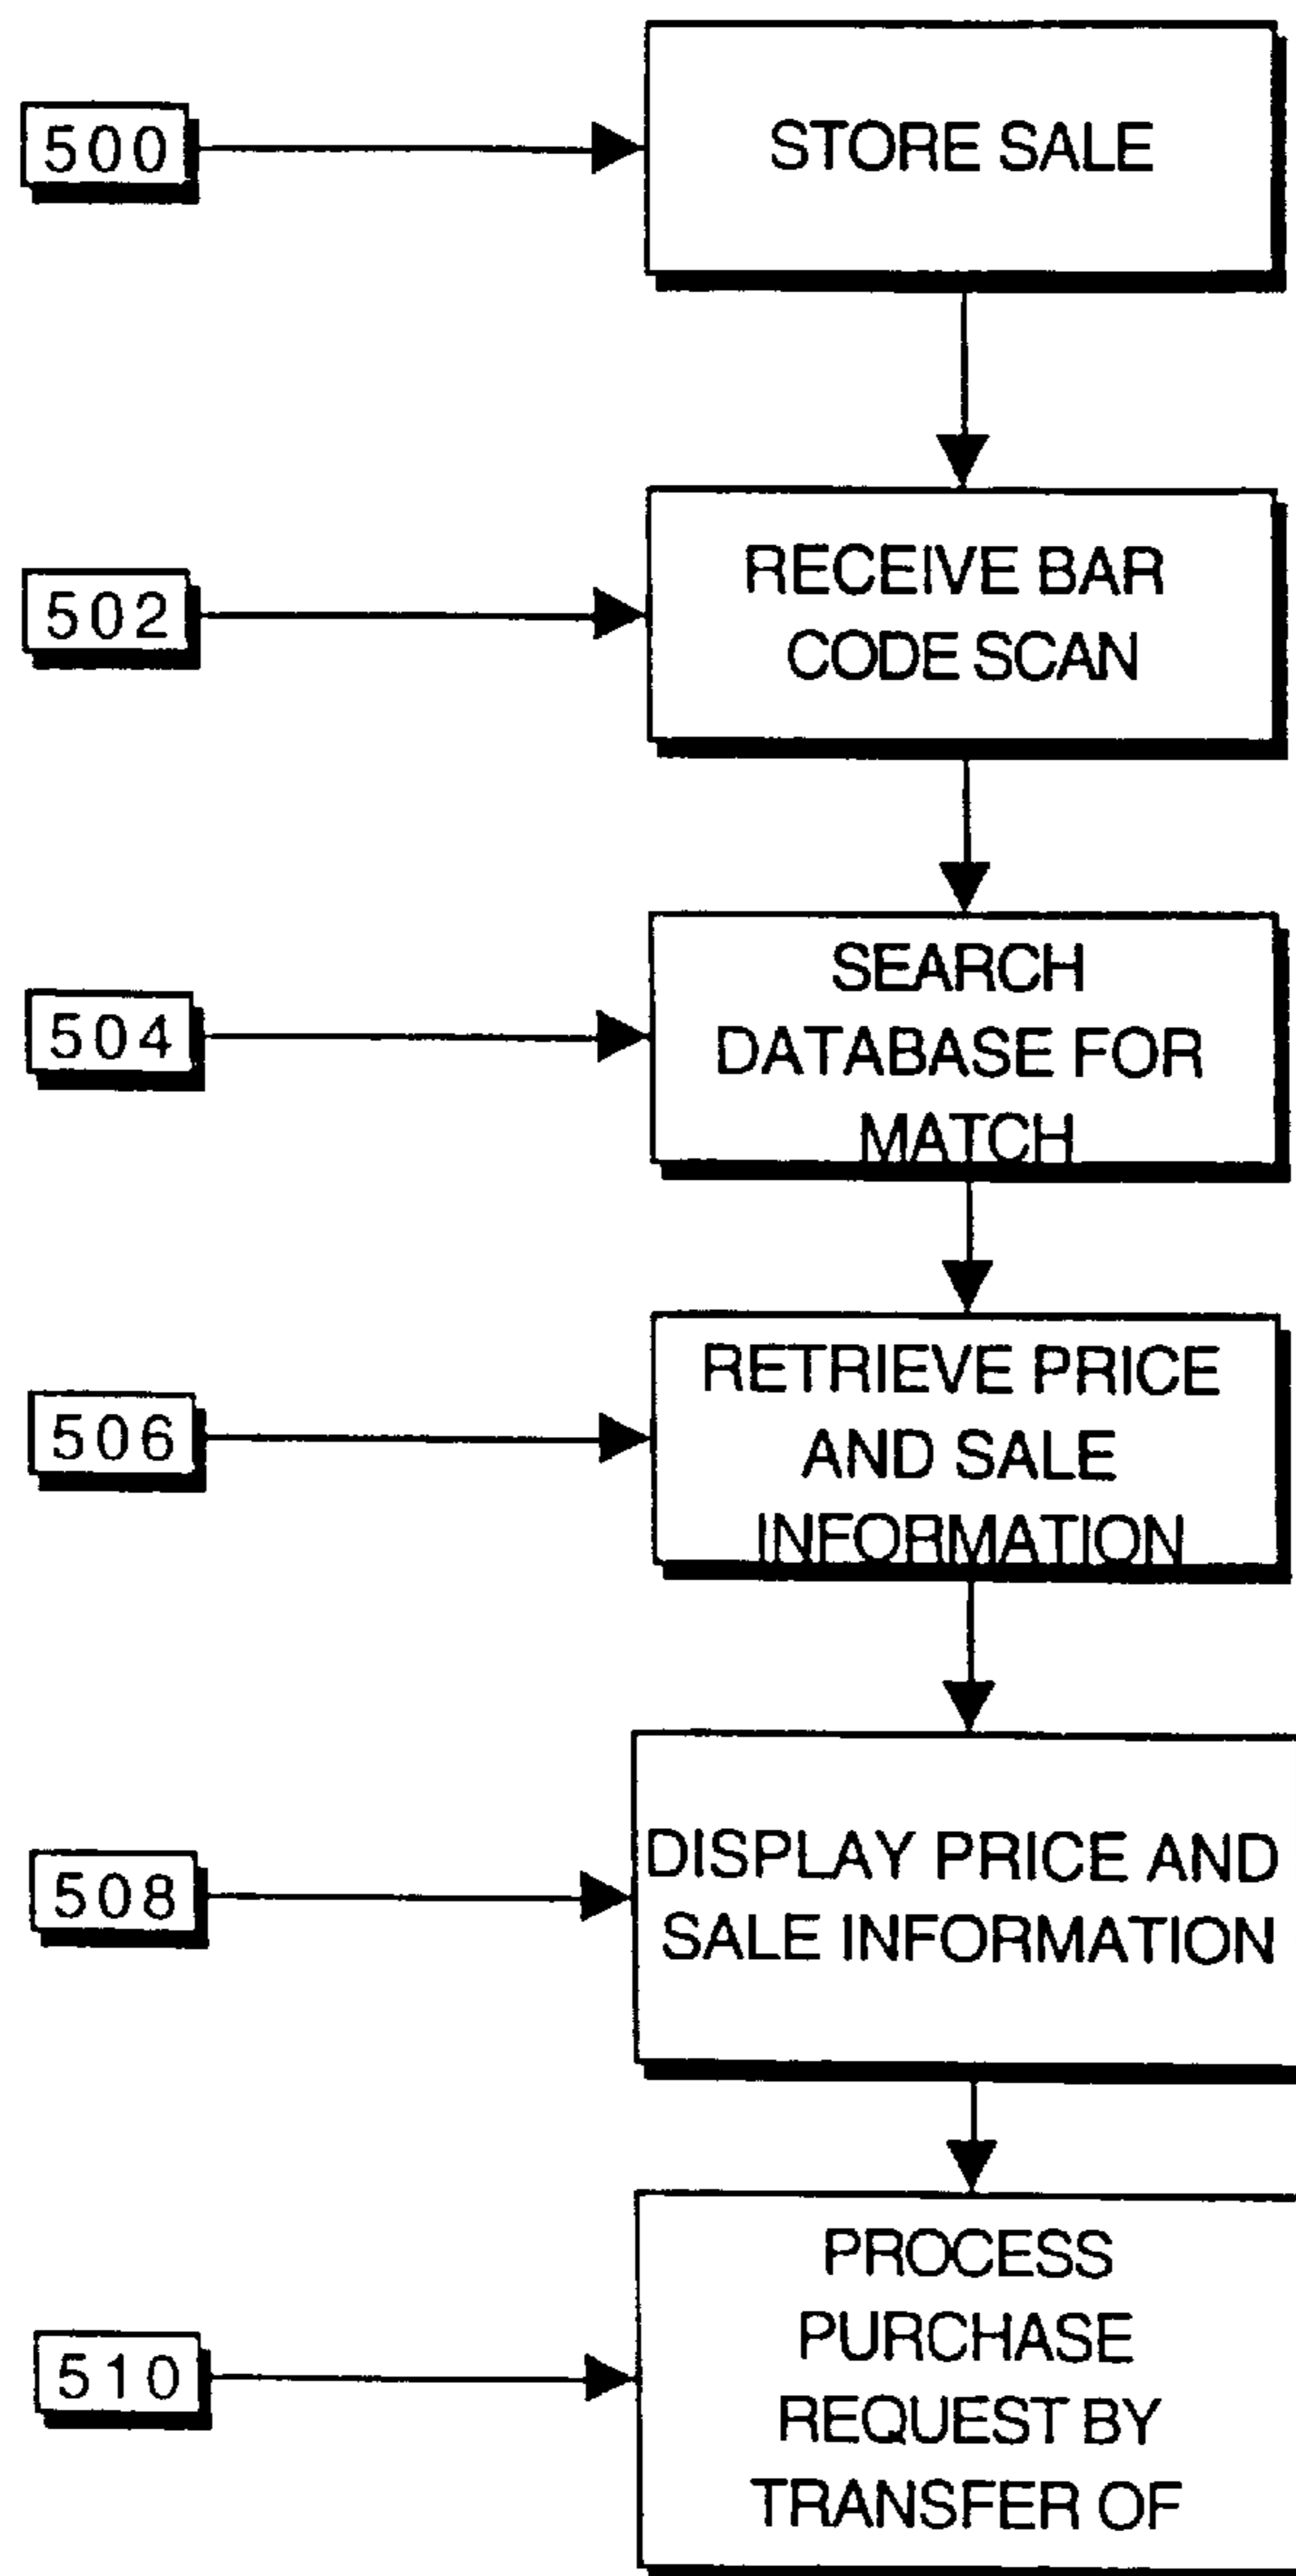 500
STORE SALE
502
RECEIVE BAR
CODE SCAN
504
SEARCH
DATABASE FOR
MATCH
506
RETRIEVE PRICE
AND SALE
INFORMATION
508
DISPLAY PRICE AND
SALE INFORMATION
510
PROCESS
PURCHASE
REQUEST BY
TRANSFER OF